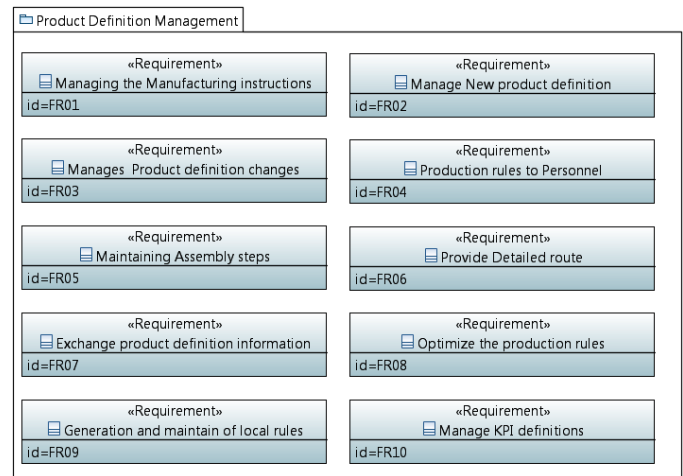 Product Definition Management
«Requirement»
Managing the Manufacturing instructions
id=FR01
«Requirement»
Manage New product definition
id=FR02
«Requirement»
Manages Product definition changes
id=FR03
«Requirement»
Production rules to Personnel
id=FR04
«Requirement»
Maintaining Assembly steps
id=FR05
«Requirement»
Provide Detailed route
id=FR06
«Requirement»
Exchange product definition information
id=FR07
«Requirement»
Optimize the production rules
id=FR08
«Requirement»
Generation and maintain of local rules
id=FR09
«Requirement»
Manage KPI definitions
id=FR10